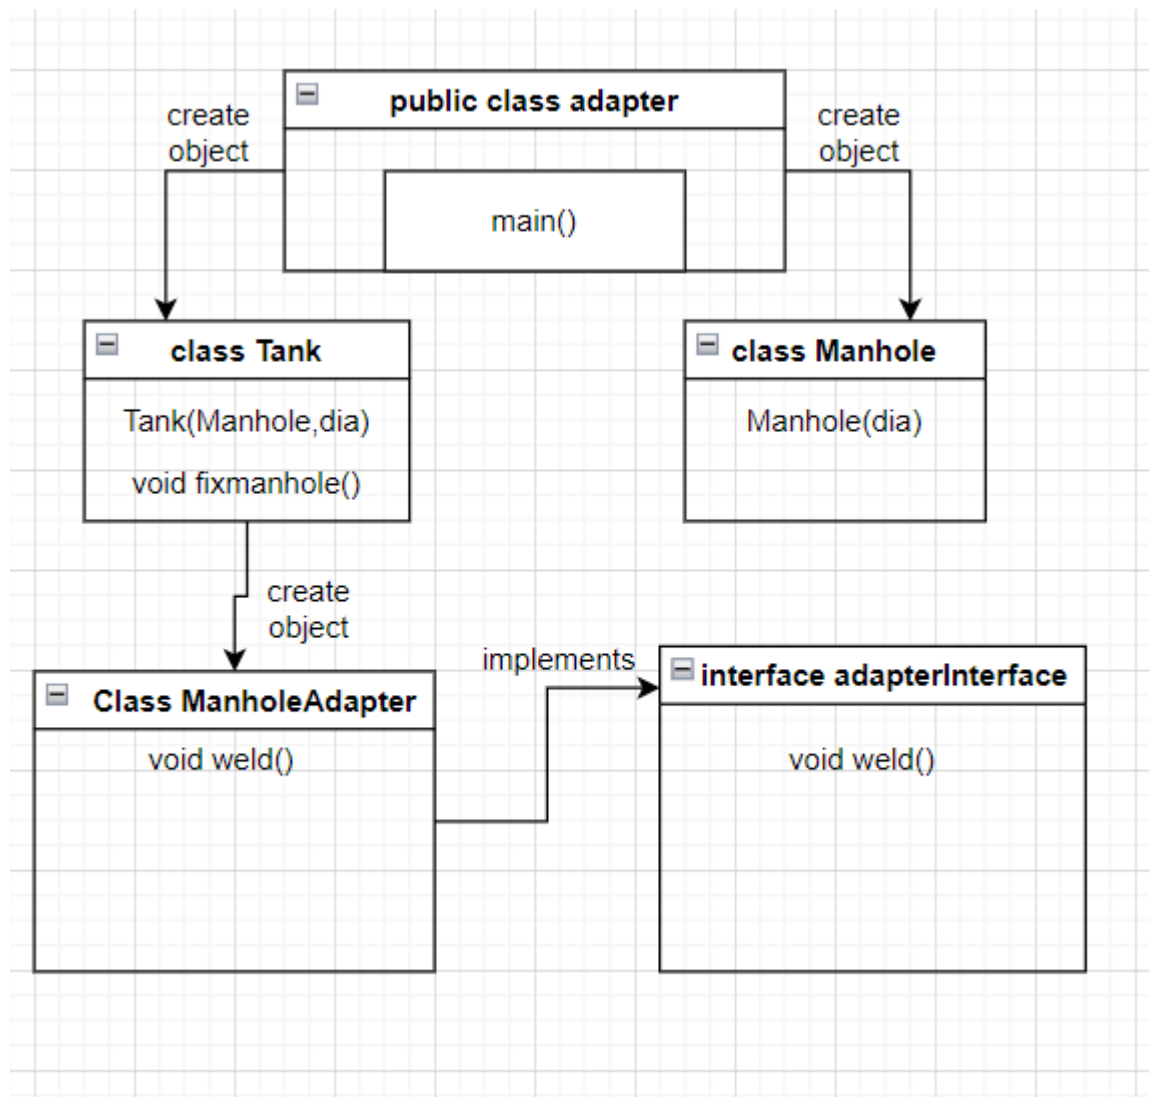 public class adapter
create
object
create
object
main()
class Tank
class Manhole
Tank(Manhole,dia)
Manhole(dia)
void fixmanhole()
create
object
implements
interface adapterInterface
Class ManholeAdapter
void weld()
void weld()